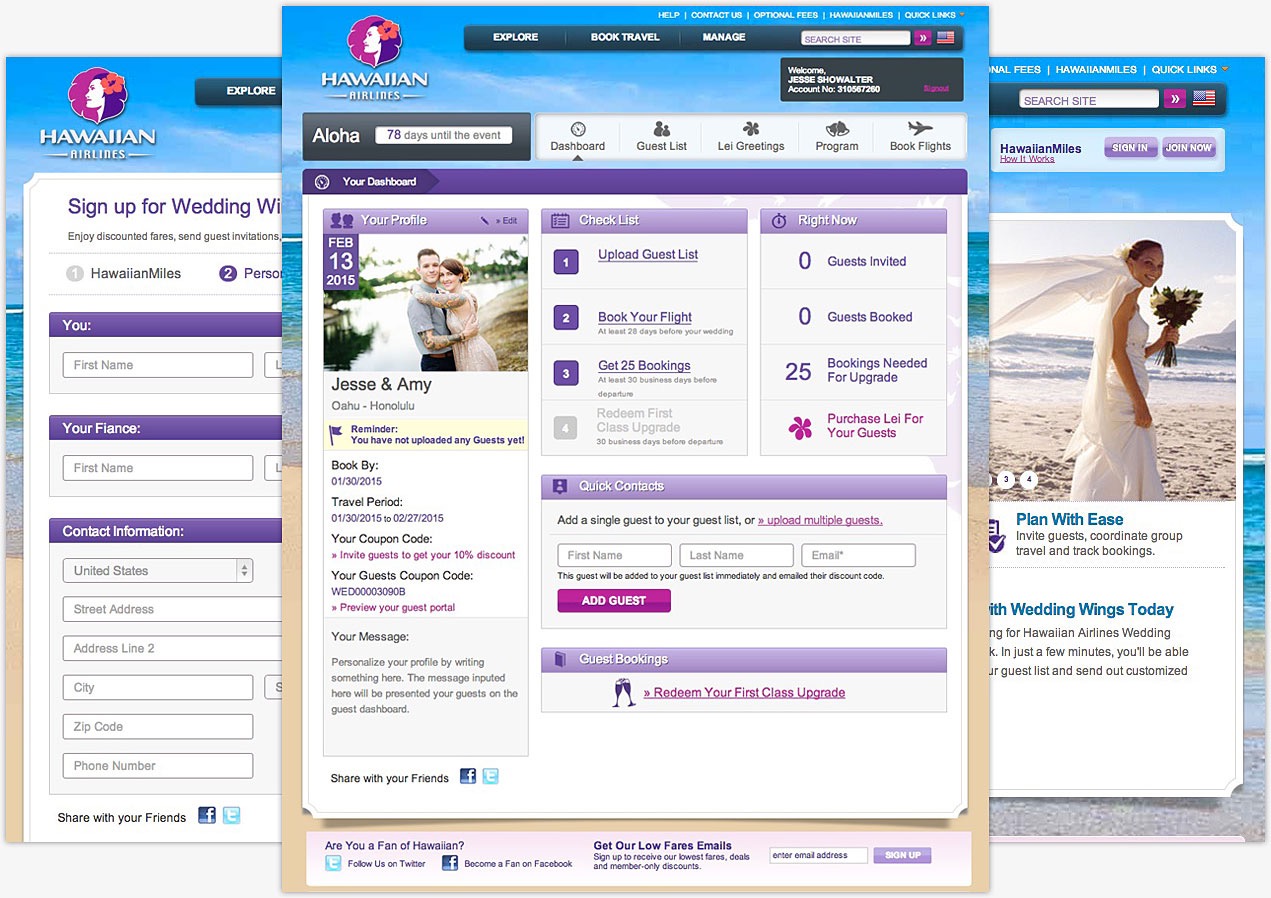 HAWAIIAN
AIRLINES.
EXPLORE
Sign up for Wedding Wi
Enjoy discounted fares, send guest invitations,
1 HawaiianMiles
2 Perso
You:
First Name
L
Your Fiance:
First Name
L
Contact Information:
United States
Street Address
Address Line 2
City
S
Zip Code
Phone Number
Share with your Friends
HELP | CONTACT US | OPTIONAL FEES | HAWAIIANMILES | QUICK LINKS
HAWAIIAN
AIRLINES.
EXPLORE
BOOK TRAVEL
MANAGE
SEARCH SITE
»
Welcome,
JESSE SHOWALTER
Account No: 310567260
Signout
Aloha
78 days until the event
Dashboard
Guest List
Lei Greetings
Program
Book Flights
Your Dashboard
Your Profile
» Edit
FEB
13
2015
Jesse & Amy
Oahu - Honolulu
Reminder:
You have not uploaded any Guests yet!
Book By:
01/30/2015
Travel Period:
01/30/2015 to 02/27/2015
Your Coupon Code:
» Invite guests to get your 10% discount
Your Guests Coupon Code:
WED00003090B
» Preview your guest portal
Your Message:
Personalize your profile by writing
something here. The message inputed
here will be presented your guests on the
guest dashboard.
Share with your Friends
Check List
1
Upload Guest List
2
Book Your Flight
At least 28 days before your wedding
3
Get 25 Bookings
At least 30 business days before
departure
4
Redeem First
Class Upgrade
30 business days before departure
Right Now
0 Guests Invited
0 Guests Booked
25 Bookings Needed
For Upgrade
Purchase Lei For
Your Guests
Quick Contacts
Add a single guest to your guest list, or » upload multiple guests.
First Name
Last Name
Email*
This guest will be added to your guest list immediately and emailed their discount code.
ADD GUEST
Guest Bookings
» Redeem Your First Class Upgrade
Are You a Fan of Hawaiian?
Follow Us on Twitter
Become a Fan on Facebook
Get Our Low Fares Emails
Sign up to receive our lowest fares, deals
and member-only discounts.
enter email address
SIGN UP
NAL FEES | HAWAIIANMILES | QUICK LINKS
SEARCH SITE
»
HawaiianMiles
How It Works
SIGN IN
JOIN NOW
3
4
Plan With Ease
Invite guests, coordinate group
travel and track bookings.
ith Wedding Wings Today
ng for Hawaiian Airlines Wedding
k. In just a few minutes, you'll be able
ur guest list and send out customized